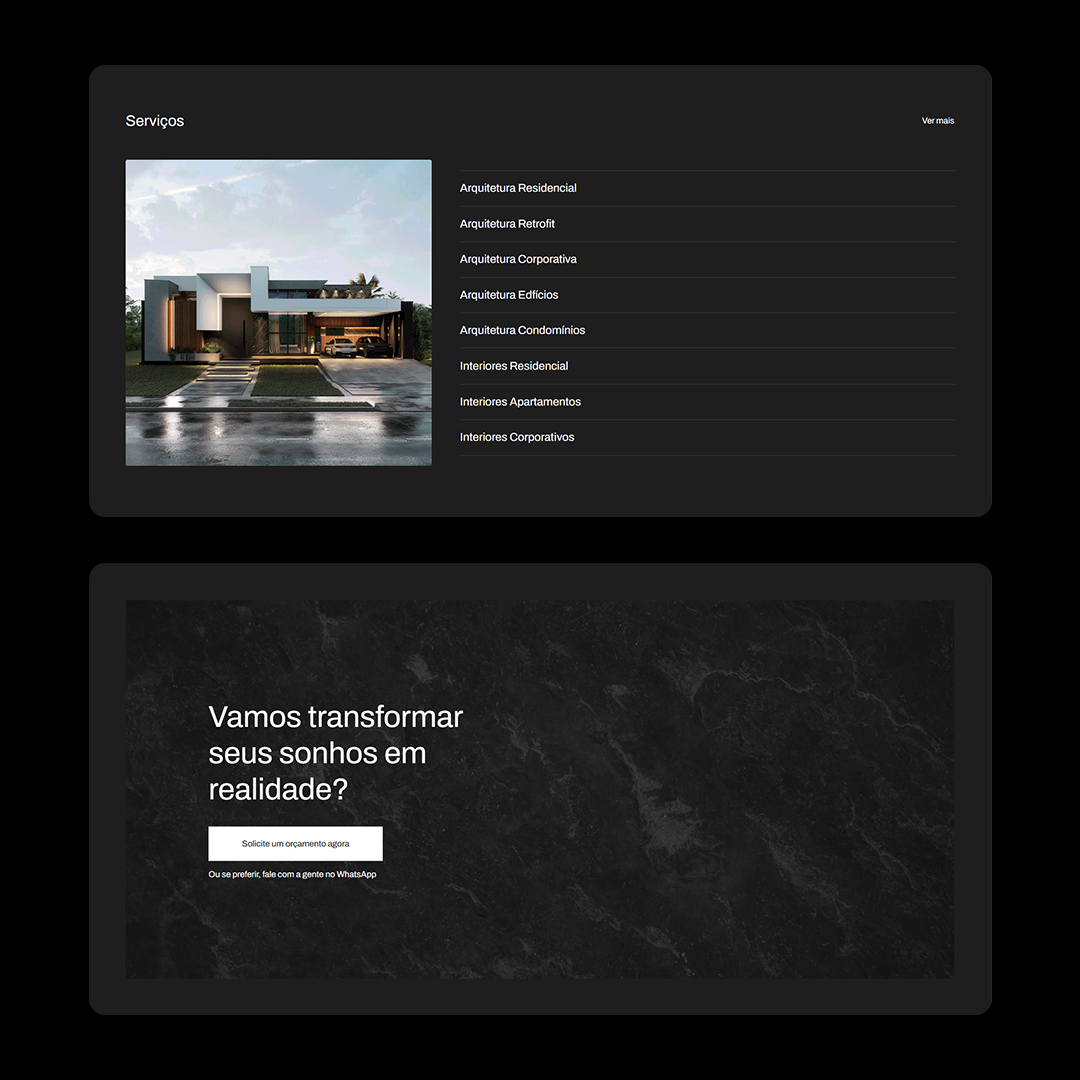 Serviços
Ver mais
Arquitetura Residencial
Arquitetura Retrofit
Arquitetura Corporativa
Arquitetura Edfícios
Arquitetura Condomínios
Interiores Residencial
Interiores Apartamentos
Interiores Corporativos
Vamos transformar
seus sonhos em
realidade?
Solicite um orçamento agora
Ou se preferir, fale com a gente no WhatsApp